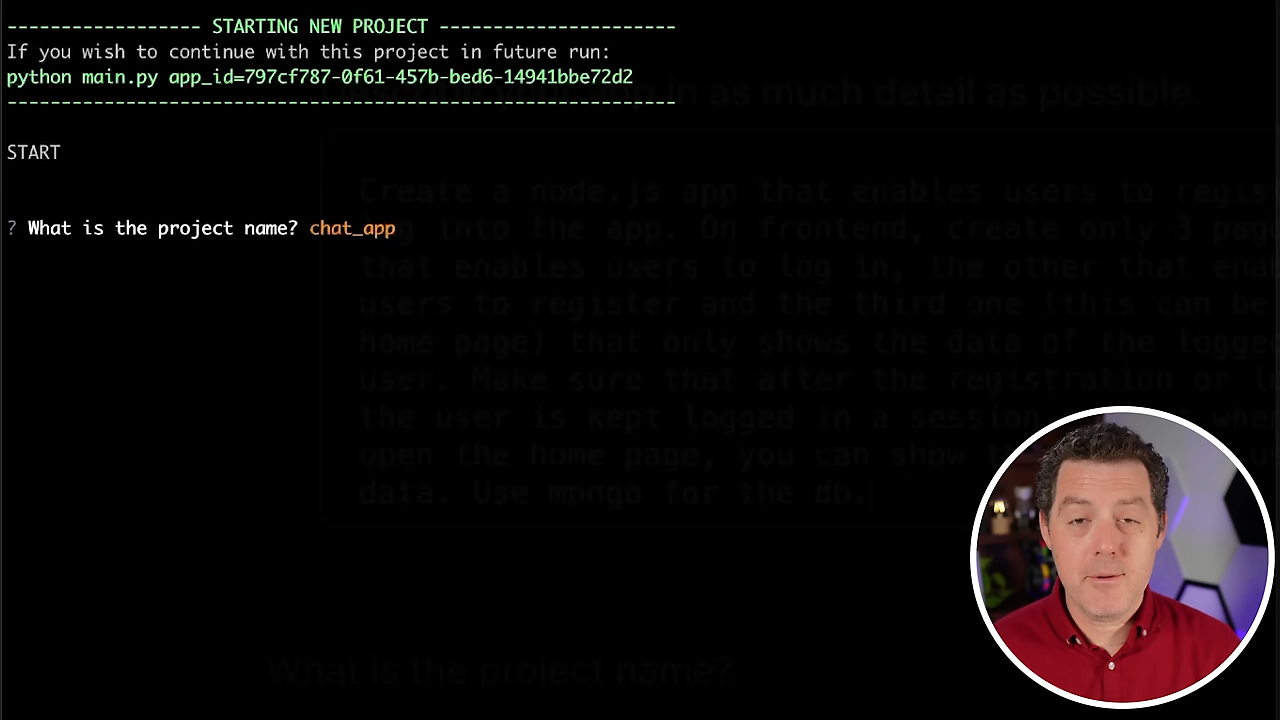 ------------------ STARTING NEW PROJECT ----------------------
If you wish to continue with this project in future run:
python main.py app_id=797cf787-0f61-457b-bed6-14941bbe72d2
--------------------------------------------------------------
START
? What is the project name? chat_app
in as much detail as possible.
Create a node.js app that enables users to regist
into the app. On frontend, create only 3 pag
that enables users to log in, the other that enab
users to register and the third one (this can be
home page) that only shows the data of the logge
user. Make sure that after the registration or lo
the user is kept logged in a session
open the home page, you can show
data. Use mongo for the db.
What is the project name?